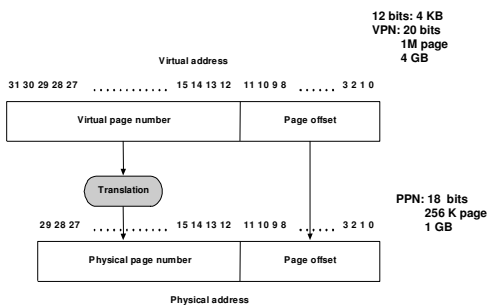 12 bits: 4 KB
VPN: 20 bits
1M page
4 GB
Virtual address
31 30 29 28 27 ............ 15 14 13 12 11 10 9 8 ...... 3 2 1 0
Virtual page number Page offset
Translation
PPN: 18 bits
256 K page
1 GB
29 28 27 ............ 15 14 13 12 11 10 9 8 ...... 3 2 1 0
Physical page number Page offset
Physical address